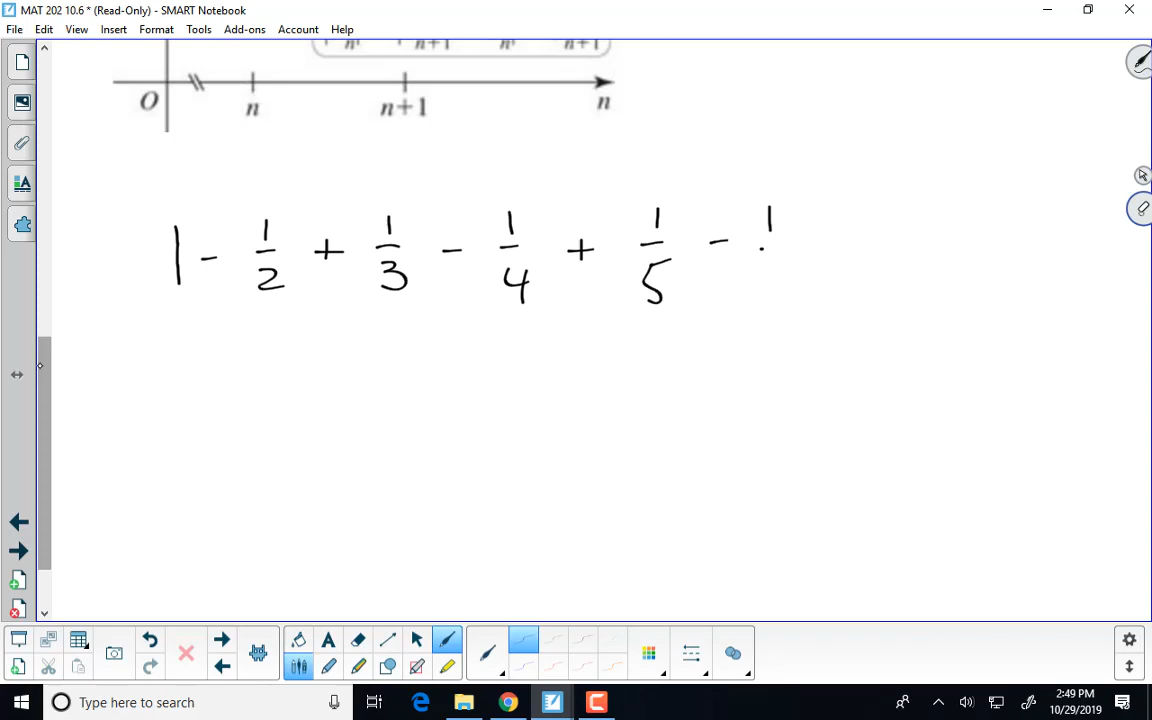 MAT 202 10.6 * (Read-Only) - SMART Notebook
File Edit View Insert Format Tools Add-ons Account Help
n n+1 n n+1
O n n+1 n
1 - 1/2 + 1/3 - 1/4 + 1/5 - 1
Type here to search
2:49 PM
10/29/2019